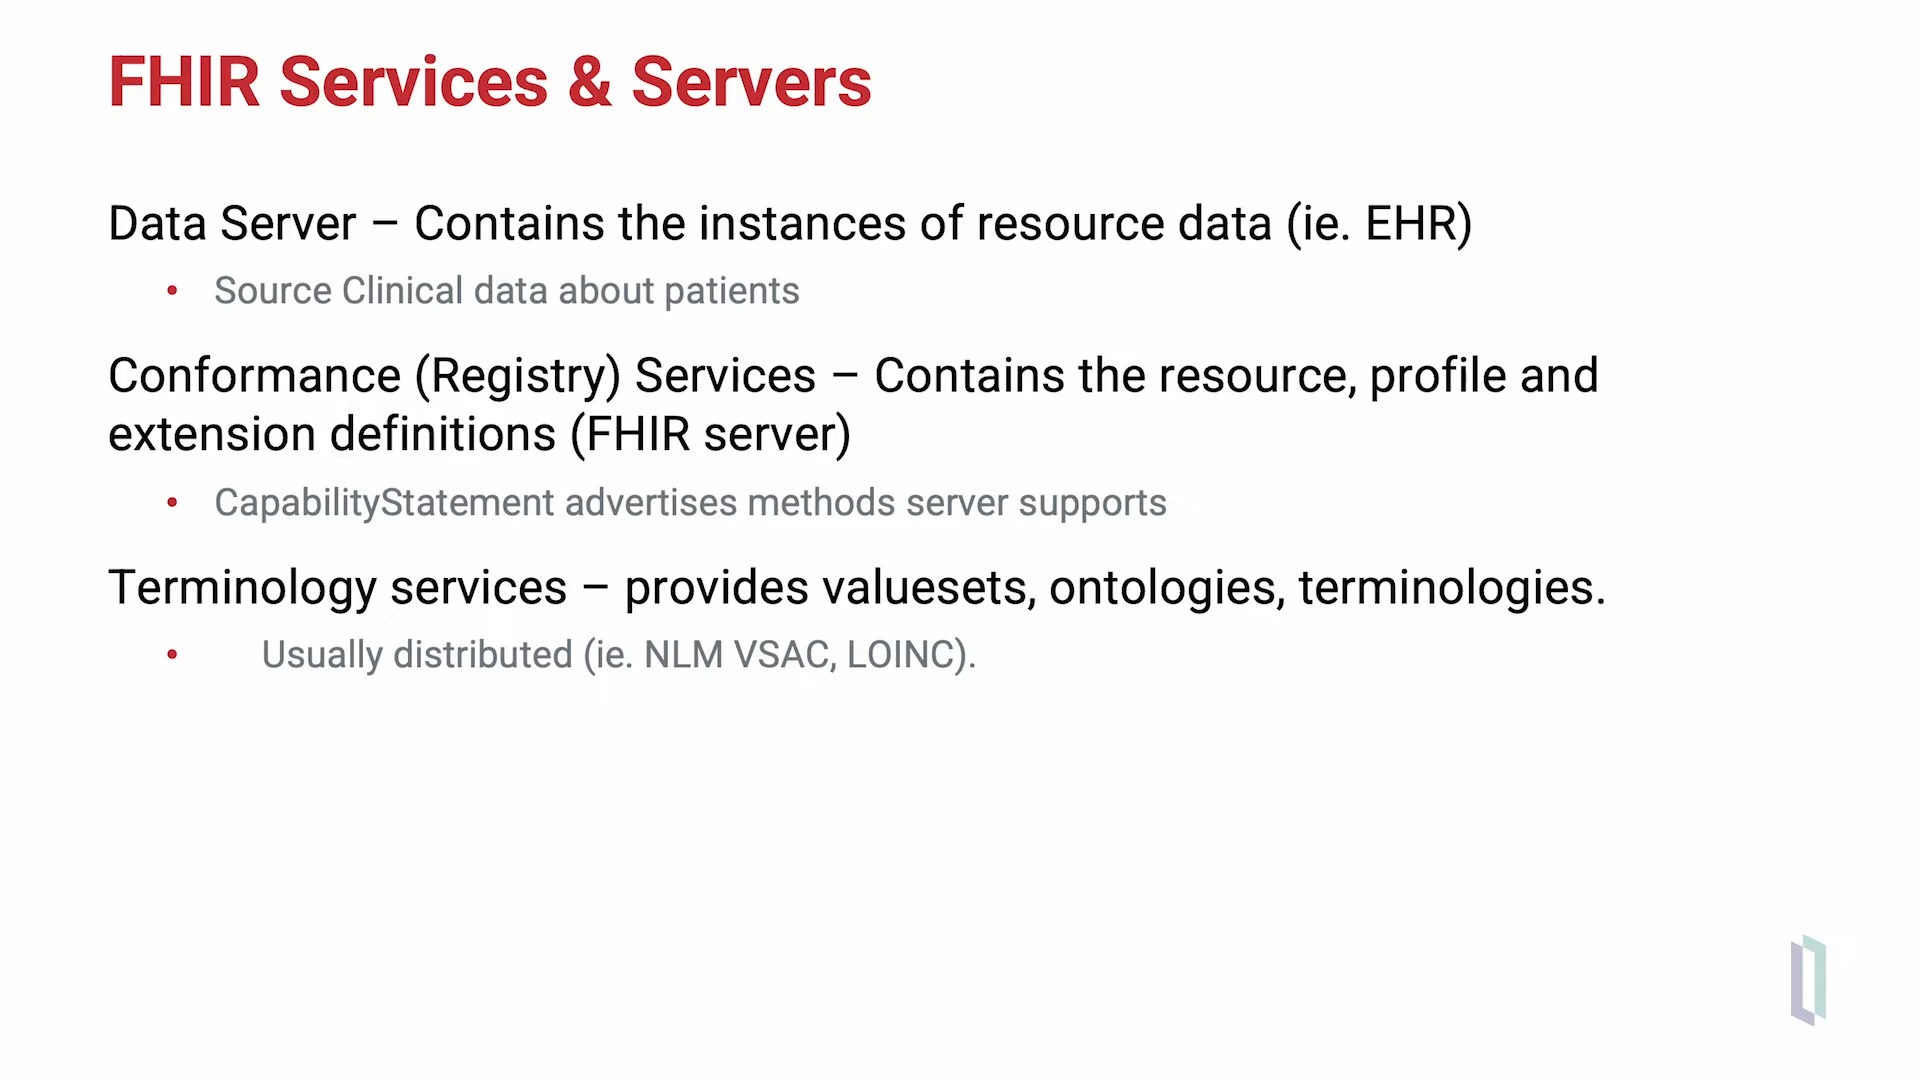 FHIR Services & Servers
Data Server – Contains the instances of resource data (ie. EHR)
• Source Clinical data about patients
Conformance (Registry) Services – Contains the resource, profile and
extension definitions (FHIR server)
• CapabilityStatement advertises methods server supports
Terminology services – provides valuesets, ontologies, terminologies.
• Usually distributed (ie. NLM VSAC, LOINC).